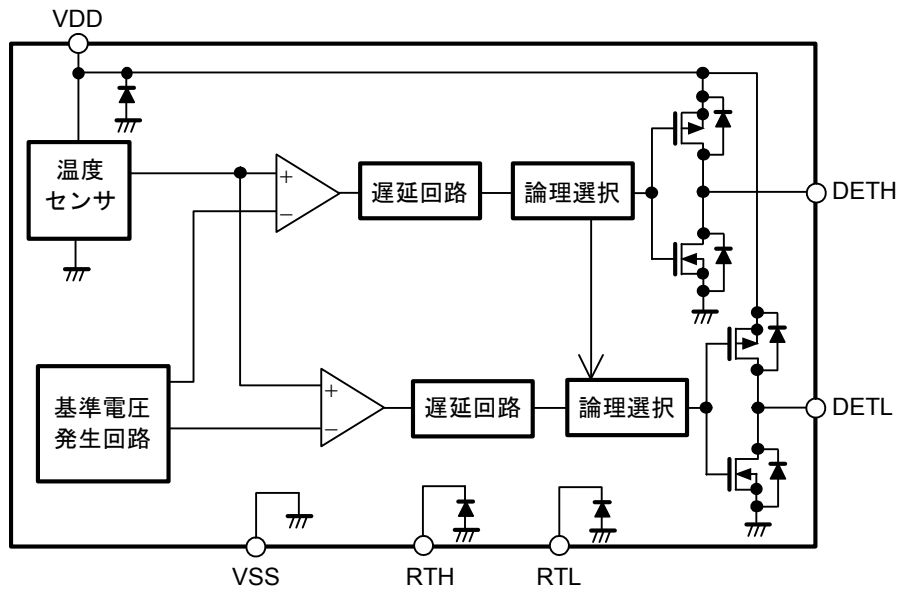 VDD
温度
センサ
+
−
遅延回路
論理選択
DETH
基準電圧
発生回路
+
−
遅延回路
論理選択
DETL
VSS
RTH
RTL